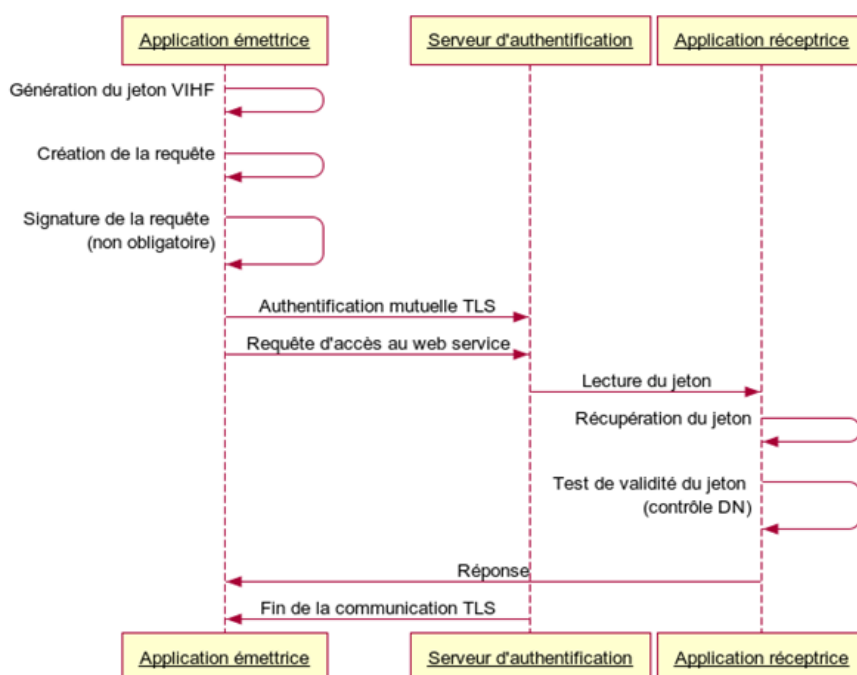 Application émettrice
Serveur d'authentification
Application réceptrice
Génération du jeton VIHF
Création de la requête
Signature de la requête
(non obligatoire)
Authentification mutuelle TLS
Requête d'accès au web service
Lecture du jeton
Récupération du jeton
Test de validité du jeton
(contrôle DN)
Réponse
Fin de la communication TLS
Application émettrice
Serveur d'authentification
Application réceptrice